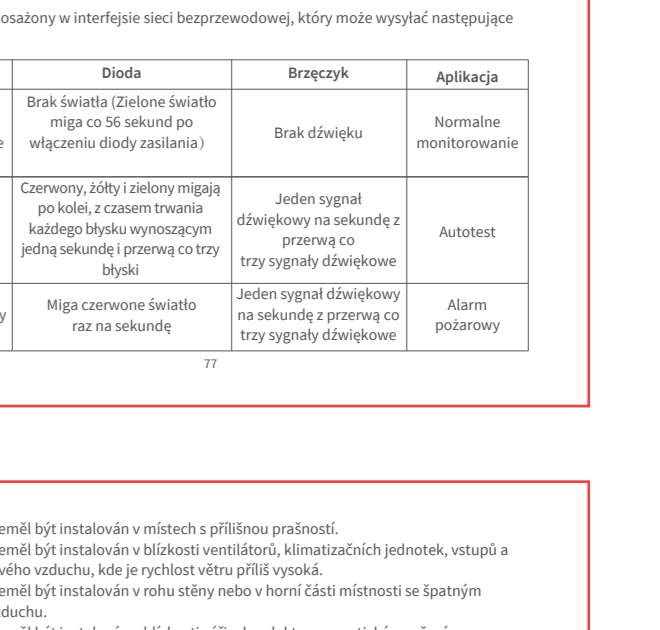 osażony w interfejsie sieci bezprzewodowej, który może wysyłać następujące
Dioda Brzęczyk Aplikacja
Brak światła (Zielone światło
miga co 56 sekund po
włączeniu diody zasilania）
Brak dźwięku
Normalne
monitorowanie
e
Czerwony, żółty i zielony migają
po kolei, z czasem trwania
każdego błysku wynoszącym
jedną sekundę i przerwą co trzy
błyski
Jeden sygnał
dźwiękowy na sekundę z
przerwą co
trzy sygnały dźwiękowe
Autotest
y
Miga czerwone światło
raz na sekundę
Jeden sygnał dźwiękowy
na sekundę z przerwą co
trzy sygnały dźwiękowe
Alarm
pożarowy
77
eměl být instalován v místech s přílišnou prašností.
eměl být instalován v blízkosti ventilátorů, klimatizačních jednotek, vstupů a
vého vzduchu, kde je rychlost větru příliš vysoká.
eměl být instalován v rohu stěny nebo v horní části místnosti se špatným
zduchu.